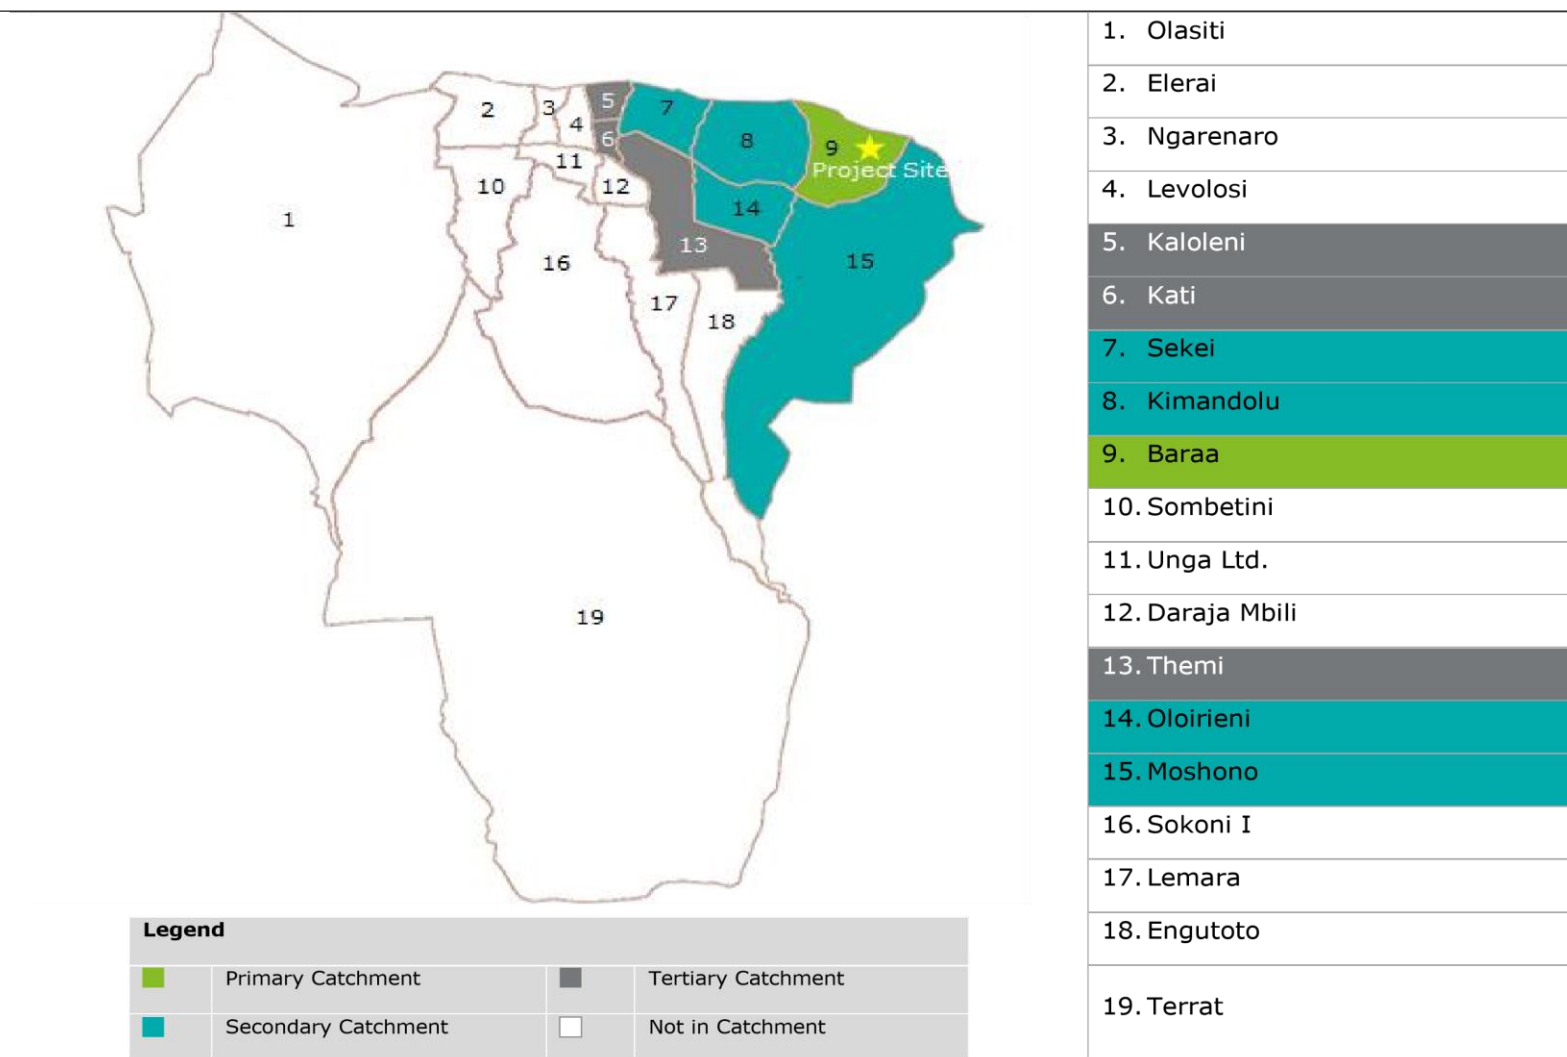 2
3
4
5
6
7
8
9
Project Site
10
11
12
1
14
13
15
16
17
18
19
1. Olasiti
2. Elerai
3. Ngarenaro
4. Levolosi
5. Kaloleni
6. Kati
7. Sekei
8. Kimandolu
9. Baraa
10. Sombetini
11. Unga Ltd.
12. Daraja Mbili
13. Themi
14. Oloirieni
15. Moshono
16. Sokoni I
17. Lemara
18. Engutoto
19. Terrat
Legend
Primary Catchment
Tertiary Catchment
Secondary Catchment
Not in Catchment